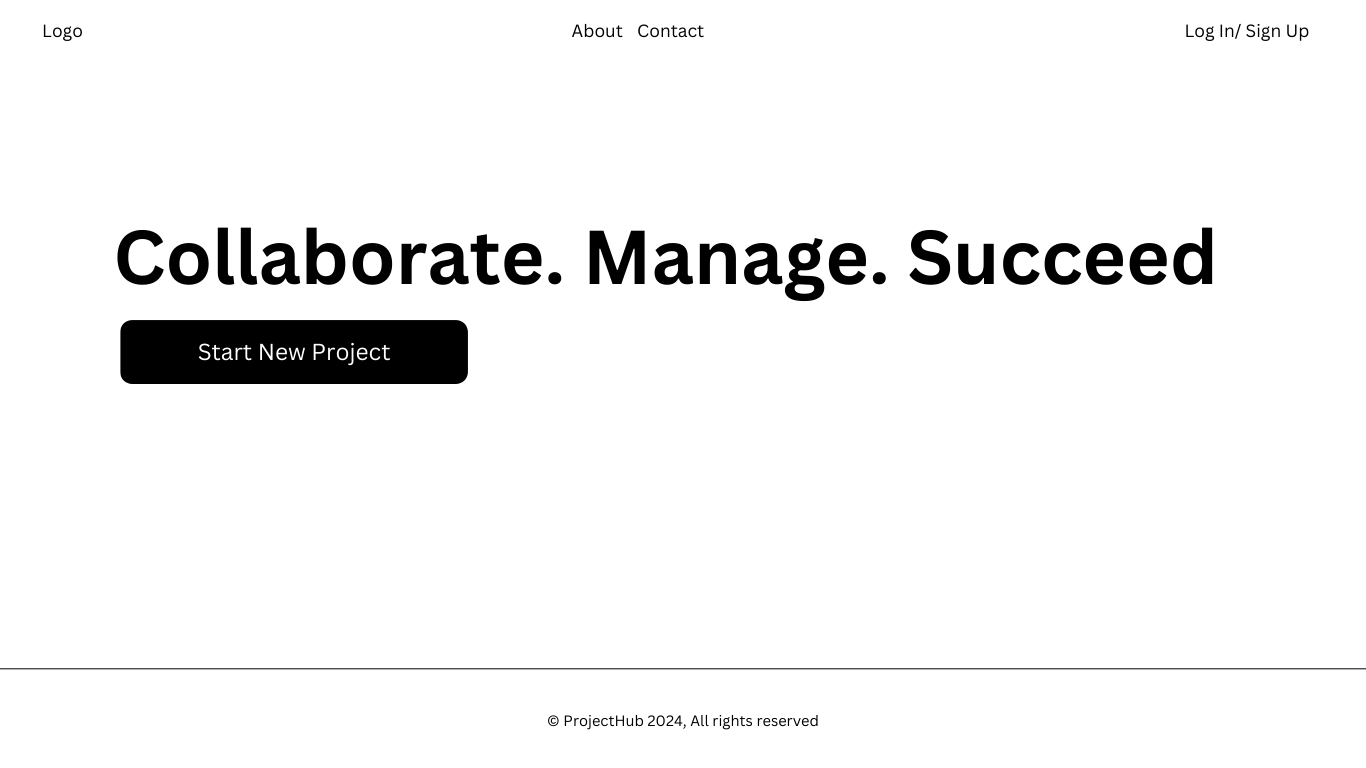 Logo About Contact Log In/ Sign Up
Collaborate. Manage. Succeed
Start New Project
© ProjectHub 2024, All rights reserved